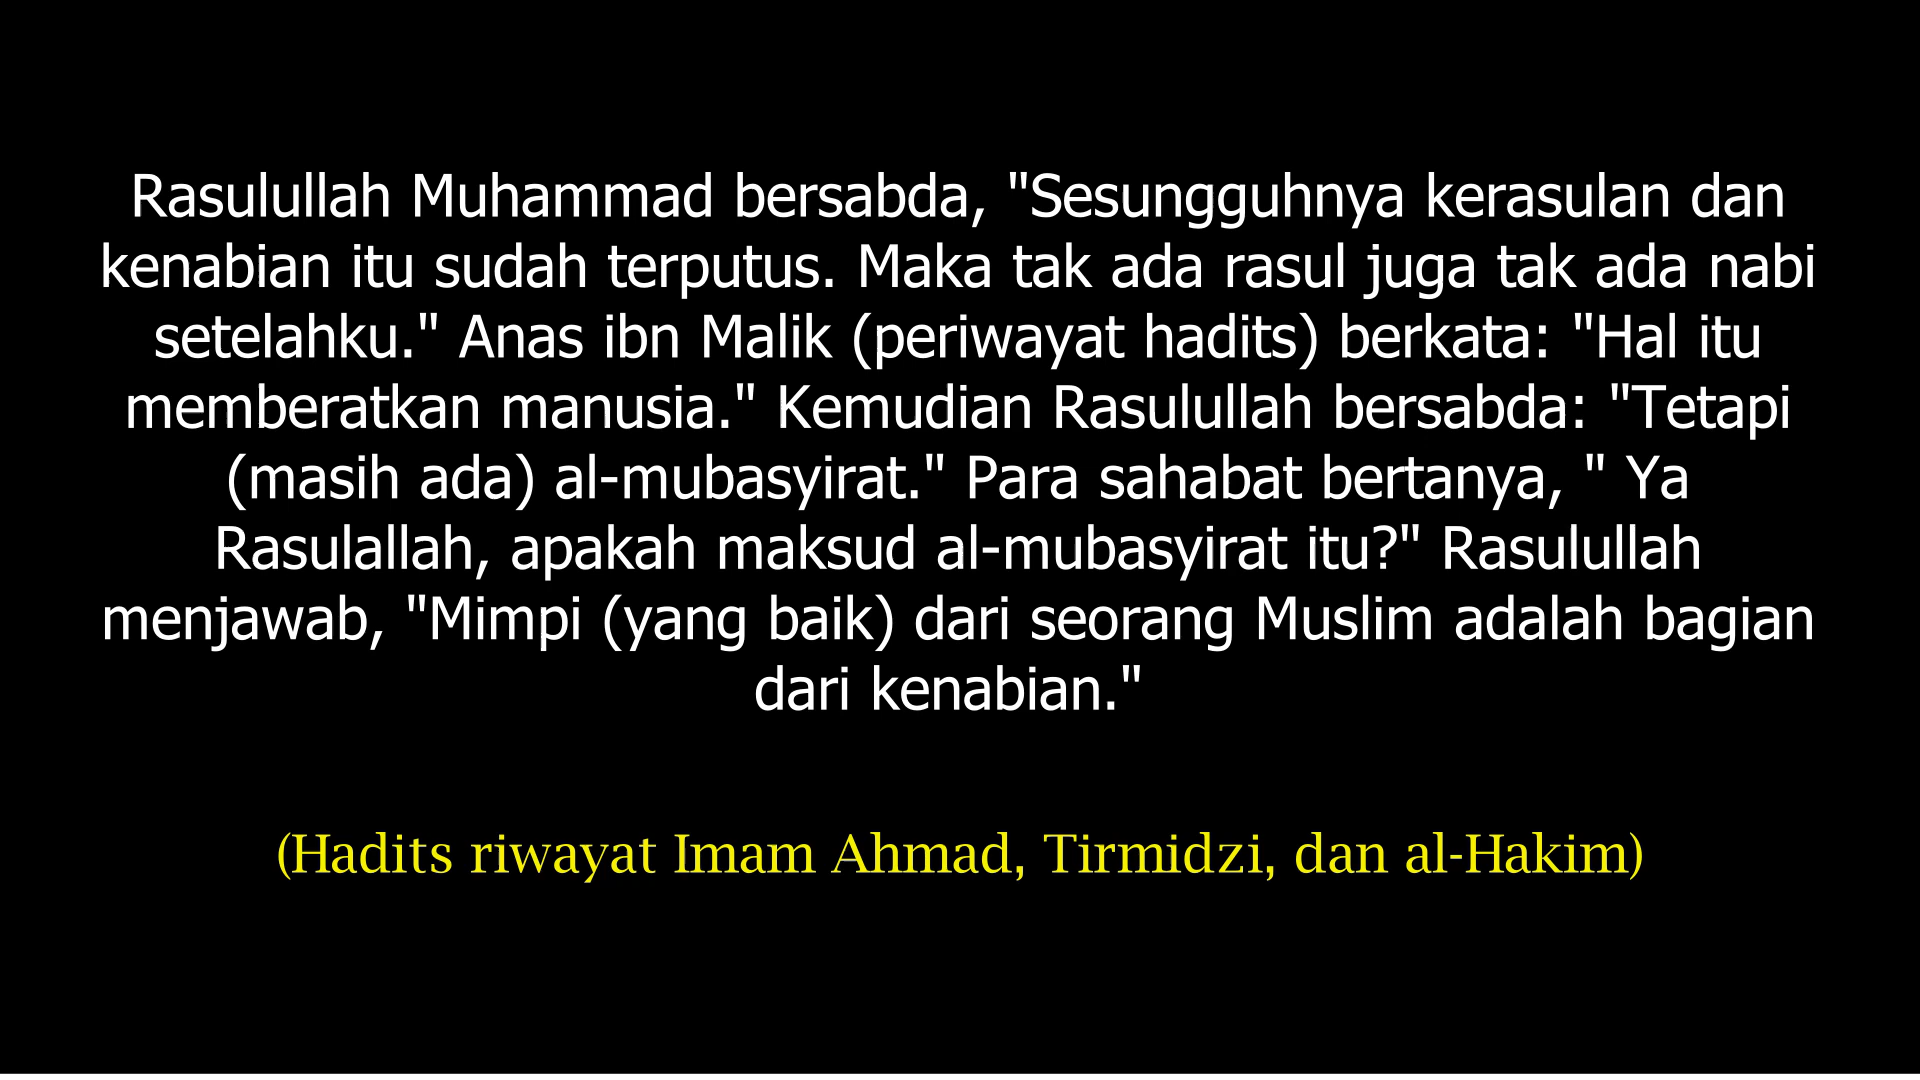 Rasulullah Muhammad bersabda, "Sesungguhnya kerasulan dan
kenabian itu sudah terputus. Maka tak ada rasul juga tak ada nabi
setelahku." Anas ibn Malik (periwayat hadits) berkata: "Hal itu
memberatkan manusia." Kemudian Rasulullah bersabda: "Tetapi
(masih ada) al-mubasyirat." Para sahabat bertanya, " Ya
Rasulallah, apakah maksud al-mubasyirat itu?" Rasulullah
menjawab, "Mimpi (yang baik) dari seorang Muslim adalah bagian
dari kenabian."
(Hadits riwayat Imam Ahmad, Tirmidzi, dan al-Hakim)